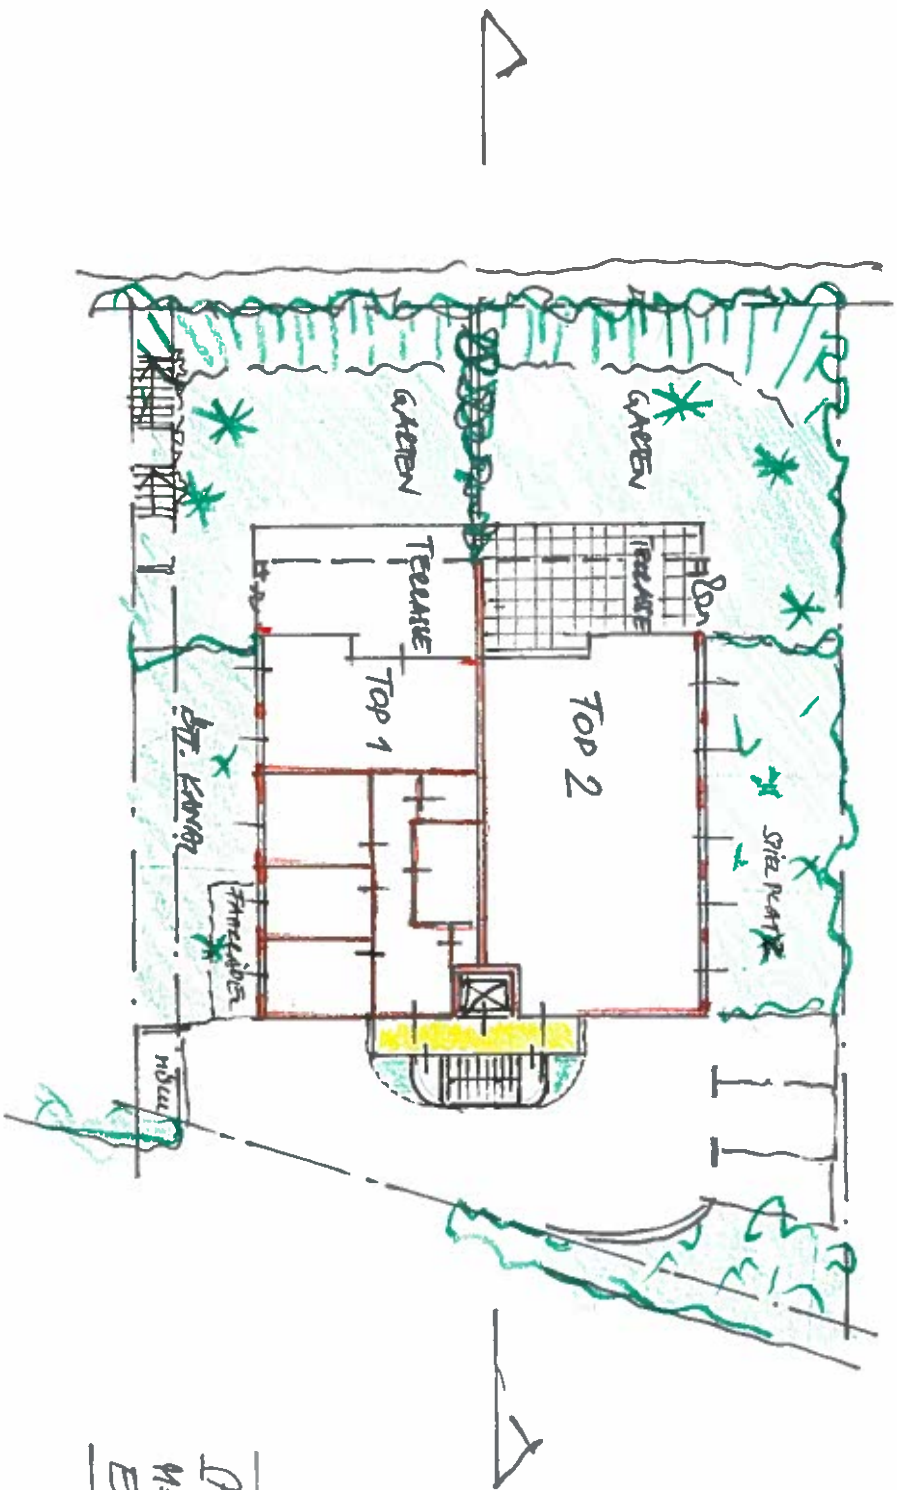 GARTEN
GARTEN
TERRASSE
TERRASSE
TOP 1
TOP 2
SPIELPLATZ
FAHRRÄDER
MÜLL